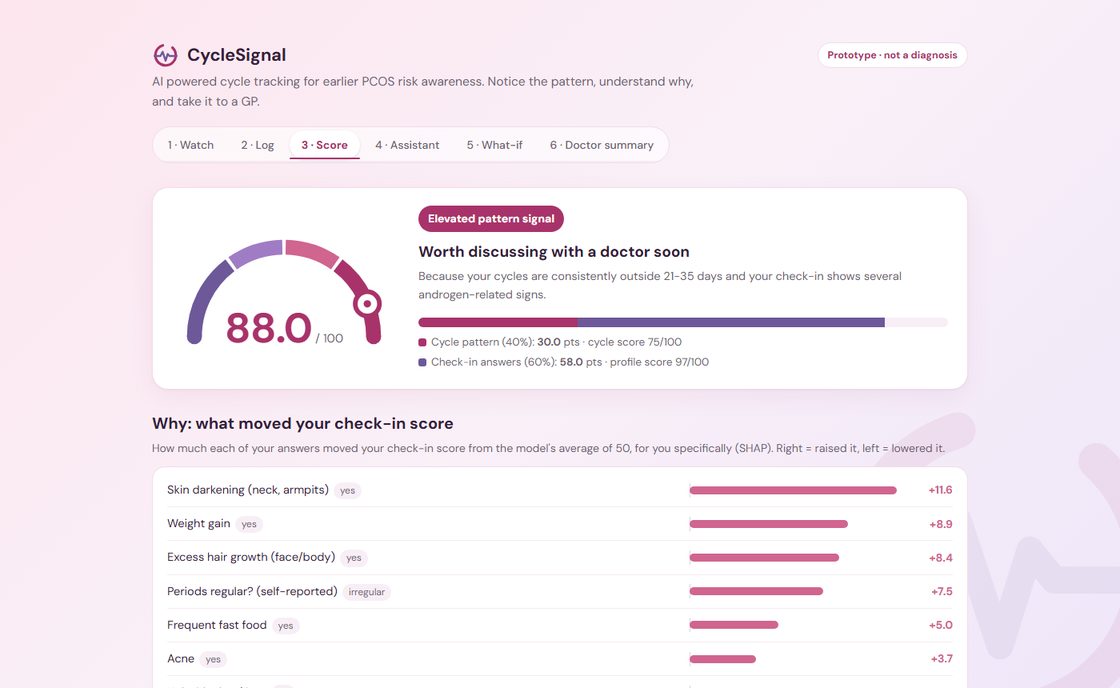 CycleSignal
Prototype · not a diagnosis
AI powered cycle tracking for earlier PCOS risk awareness. Notice the pattern, understand why,
and take it to a GP.
1 · Watch
2 · Log
3 · Score
4 · Assistant
5 · What-if
6 · Doctor summary
Elevated pattern signal
Worth discussing with a doctor soon
Because your cycles are consistently outside 21-35 days and your check-in shows several
androgen-related signs.
88.0 / 100
Cycle pattern (40%): 30.0 pts · cycle score 75/100
Check-in answers (60%): 58.0 pts · profile score 97/100
Why: what moved your check-in score
How much each of your answers moved your check-in score from the model's average of 50, for you specifically (SHAP). Right = raised it, left = lowered it.
Skin darkening (neck, armpits) yes +11.6
Weight gain yes +8.9
Excess hair growth (face/body) yes +8.4
Periods regular? (self-reported) irregular +7.5
Frequent fast food yes +5.0
Acne yes +3.7